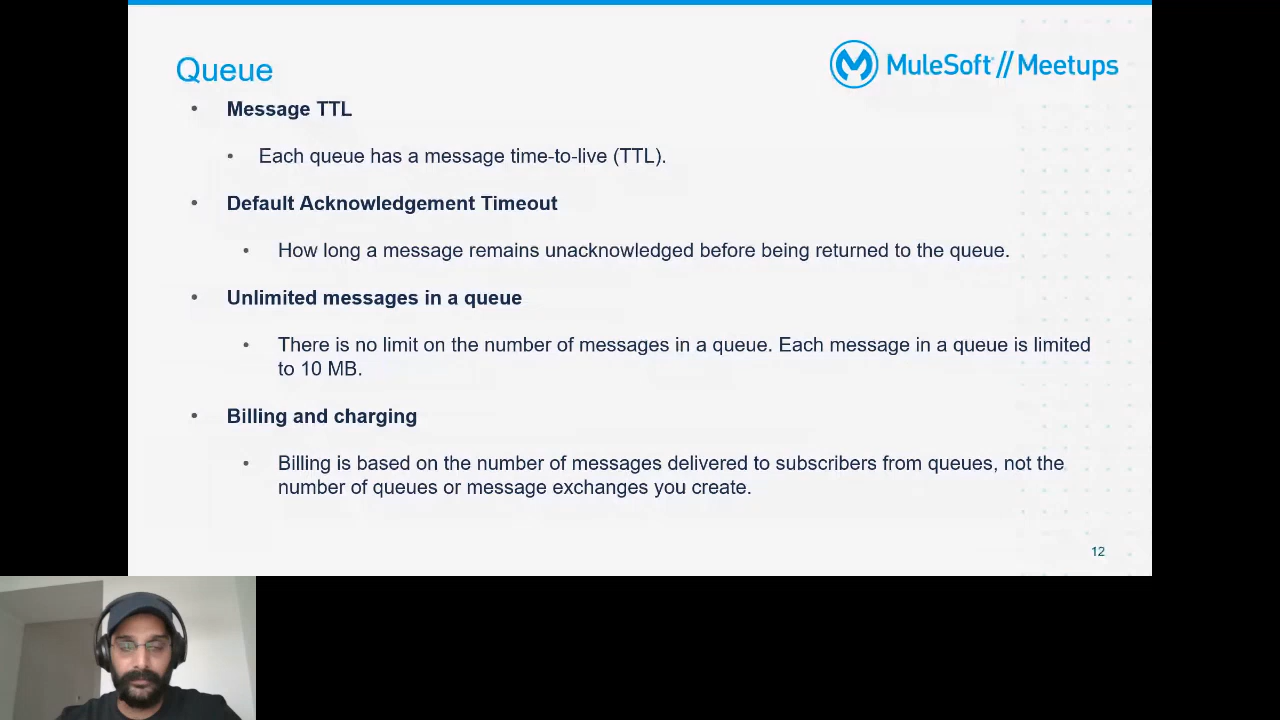 Queue
MuleSoft // Meetups
• Message TTL
• Each queue has a message time-to-live (TTL).
• Default Acknowledgement Timeout
• How long a message remains unacknowledged before being returned to the queue.
• Unlimited messages in a queue
• There is no limit on the number of messages in a queue. Each message in a queue is limited
to 10 MB.
• Billing and charging
• Billing is based on the number of messages delivered to subscribers from queues, not the
number of queues or message exchanges you create.
12